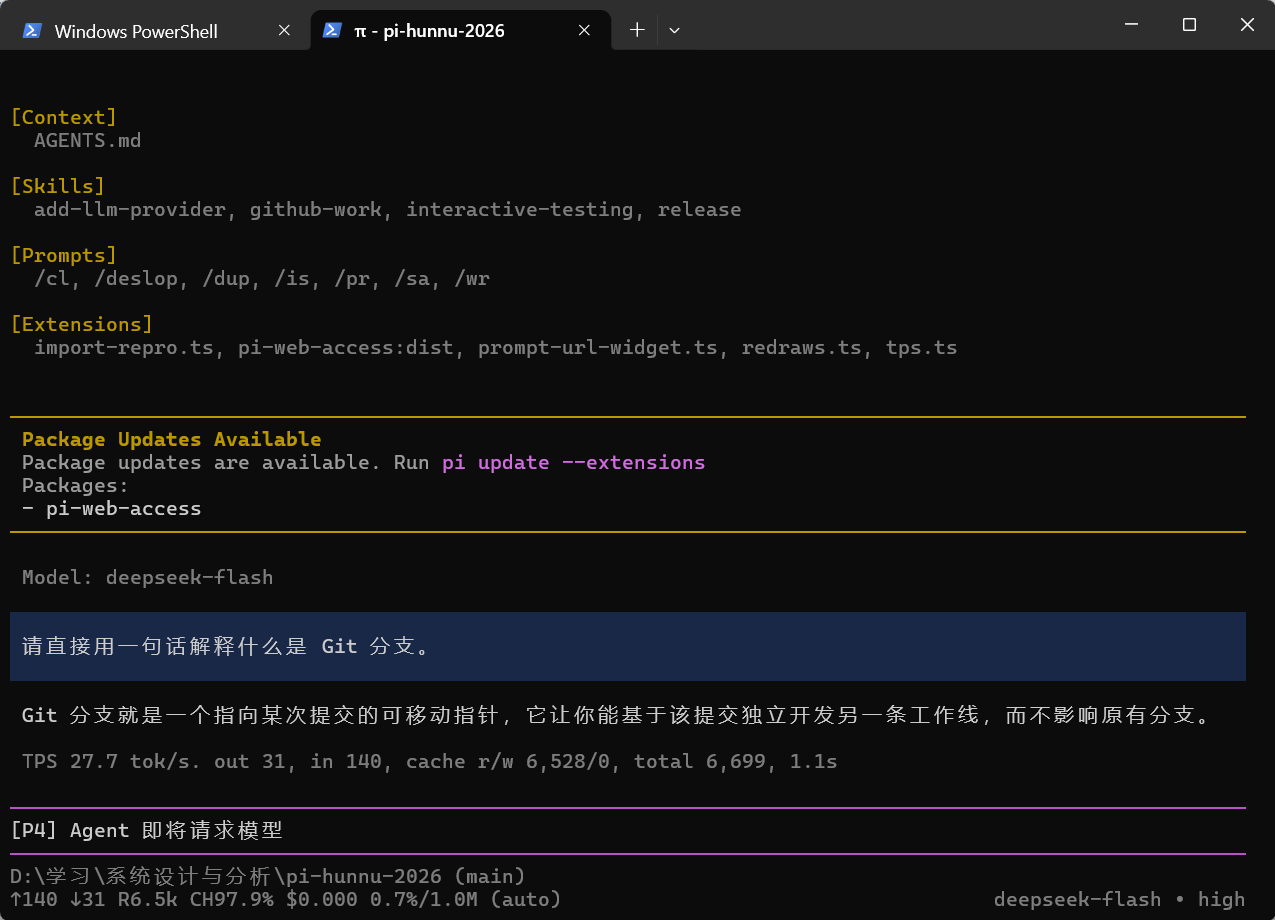 Windows PowerShell
π - pi-hunnu-2026
[Context]
AGENTS.md
[Skills]
add-llm-provider, github-work, interactive-testing, release
[Prompts]
/cl, /deslop, /dup, /is, /pr, /sa, /wr
[Extensions]
import-repro.ts, pi-web-access:dist, prompt-url-widget.ts, redraws.ts, tps.ts
Package Updates Available
Package updates are available. Run pi update --extensions
Packages:
- pi-web-access
Model: deepseek-flash
请直接用一句话解释什么是 Git 分支。
Git 分支就是一个指向某次提交的可移动指针，它让你能基于该提交独立开发另一条工作线，而不影响原有分支。
TPS 27.7 tok/s. out 31, in 140, cache r/w 6,528/0, total 6,699, 1.1s
[P4] Agent 即将请求模型
D:\学习\系统设计与分析\pi-hunnu-2026 (main)
↑140 ↓31 R6.5k CH97.9% $0.000 0.7%/1.0M (auto) deepseek-flash • high